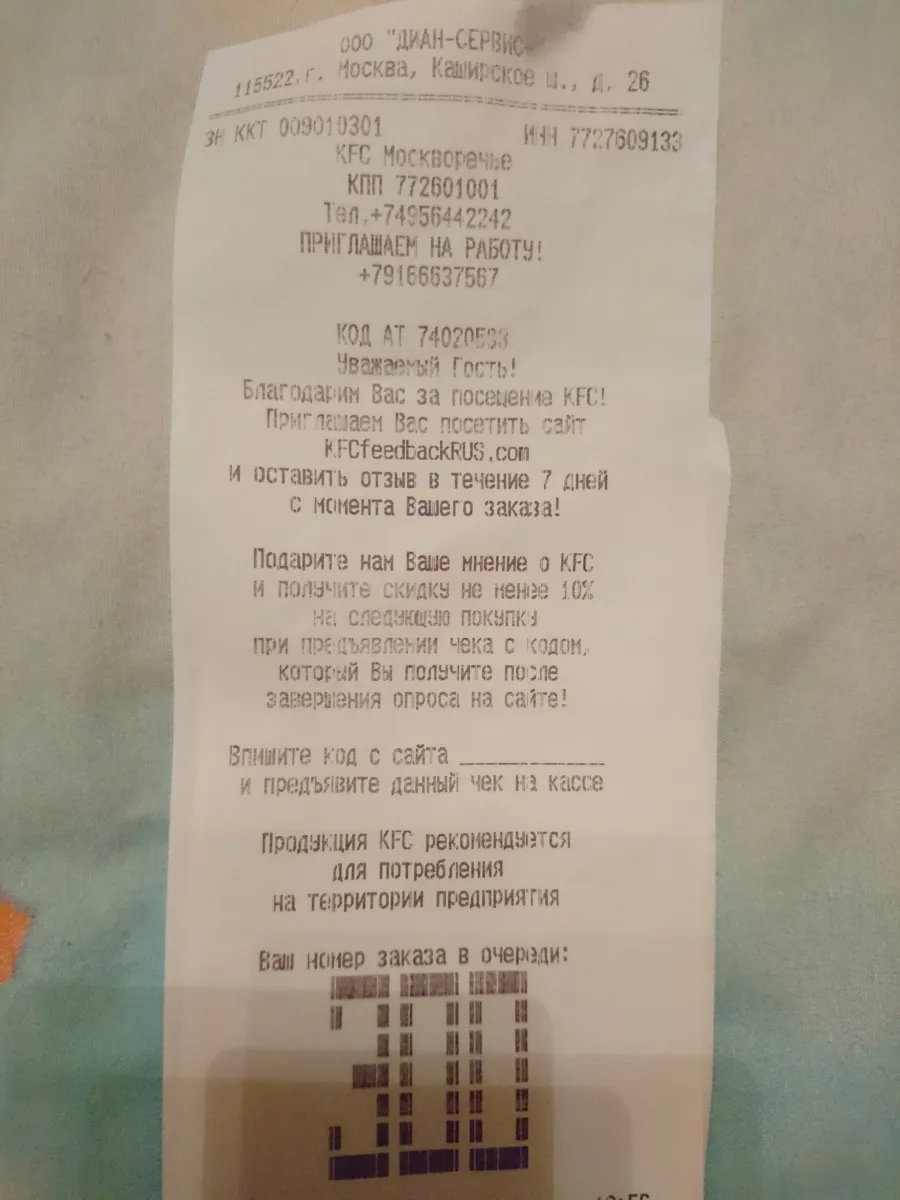 ООО "ДИАН-СЕРВИС"
115522,г. Москва, Каширское ш., д. 26
ЗН ККТ 009010301 ИНН 7727609133
KFC Москворечье
КПП 772601001
Тел.+74956442242
ПРИГЛАШАЕМ НА РАБОТУ!
+79166637567
КОД АТ 74020593
Уважаемый Гость!
Благодарим Вас за посещение KFC!
Приглашаем Вас посетить сайт
KFCfeedbackRUS.com
И оставить отзыв в течение 7 дней
с момента Вашего заказа!
Подарите нам Ваше мнение о KFC
и получите скидку не менее 10%
на следующую покупку
при предъявлении чека с кодом,
который Вы получите после
завершения опроса на сайте!
Впишите код с сайта ____________
и предъявите данный чек на кассе
Продукция KFC рекомендуется
для потребления
на территории предприятия
Ваш номер заказа в очереди:
300